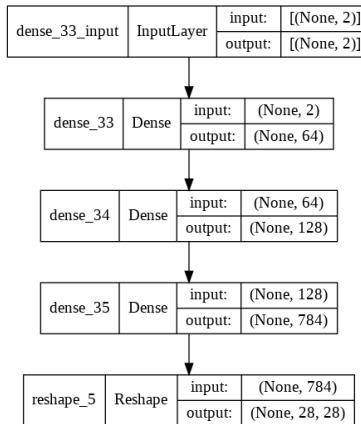 dense_33_input InputLayer input: [(None, 2)]
output: [(None, 2)]
dense_33 Dense input: (None, 2)
output: (None, 64)
dense_34 Dense input: (None, 64)
output: (None, 128)
dense_35 Dense input: (None, 128)
output: (None, 784)
reshape_5 Reshape input: (None, 784)
output: (None, 28, 28)